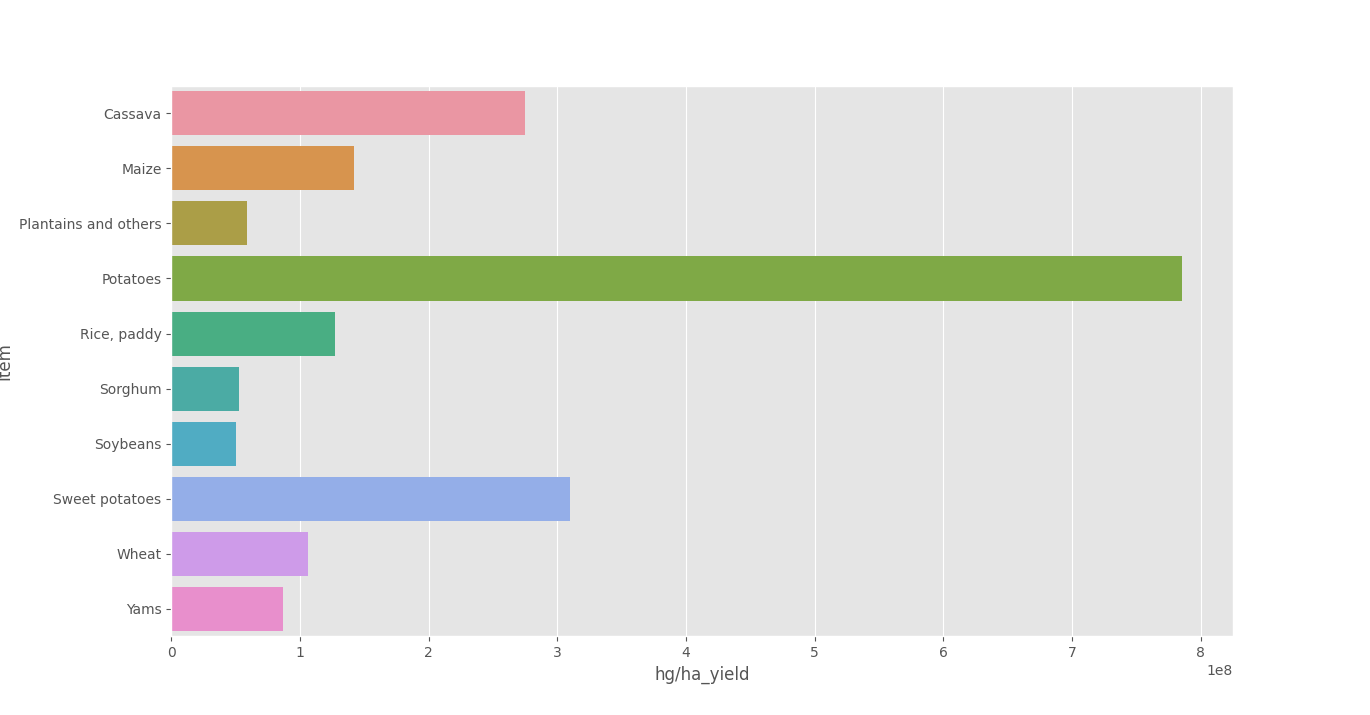 Cassava
Maize
Plantains and others
Potatoes
Rice, paddy
Sorghum
Soybeans
Sweet potatoes
Wheat
Yams
Item
0 1 2 3 4 5 6 7 8
1e8
hg/ha_yield